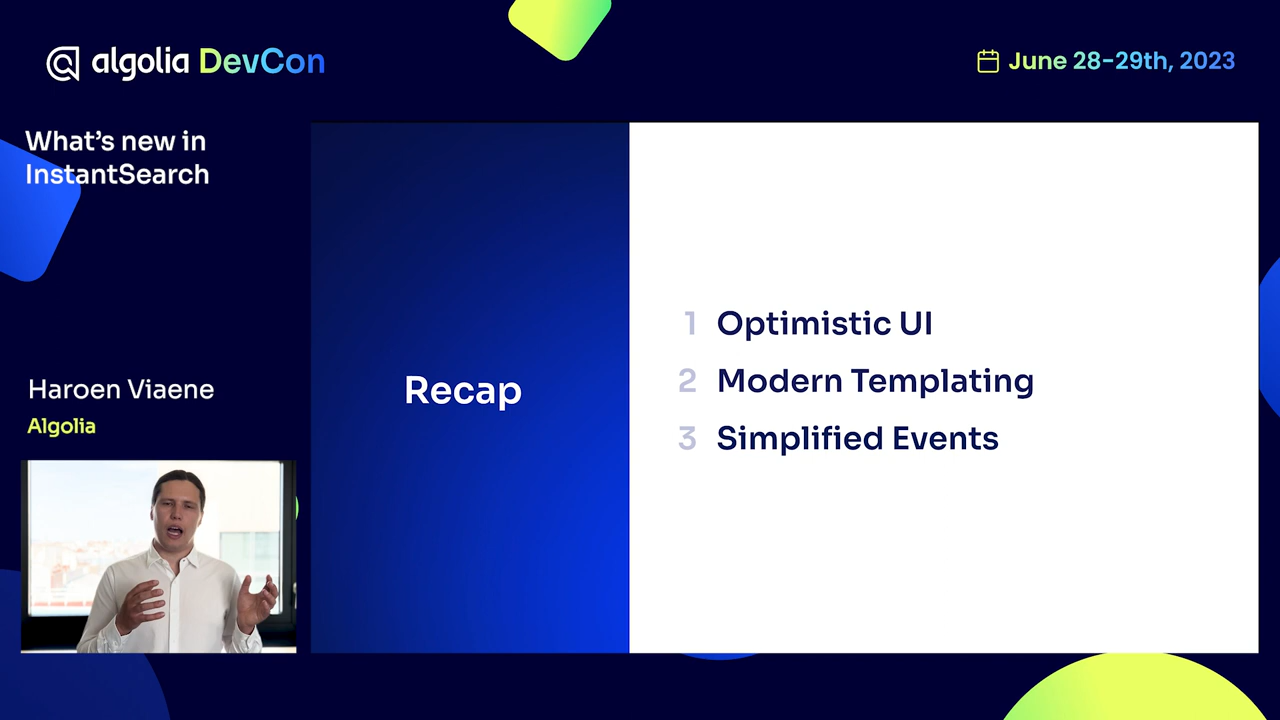 algolia DevCon
June 28-29th, 2023
What's new in
InstantSearch
Haroen Viaene
Algolia
Recap
1 Optimistic UI
2 Modern Templating
3 Simplified Events